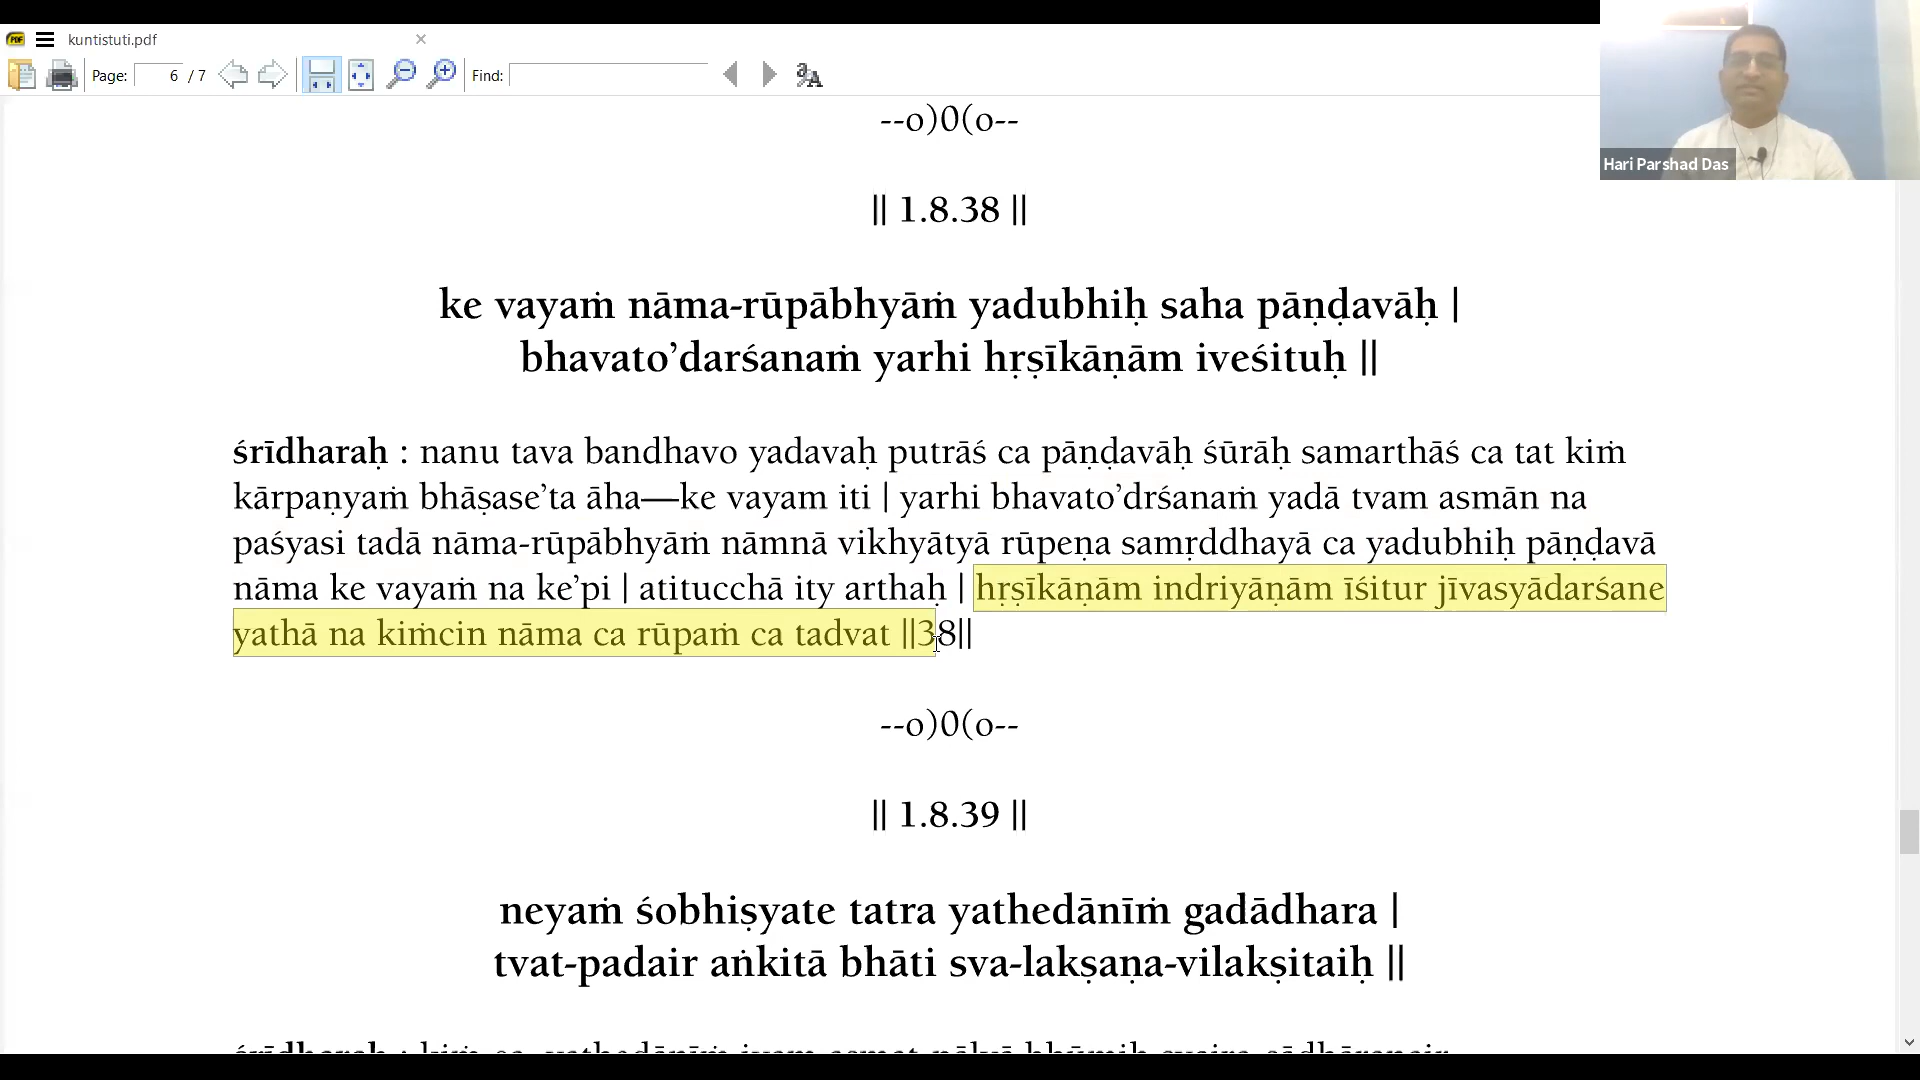 kuntistuti.pdf
Page: 6 / 7 Find:
Hari Parshad Das
--o)0(o--
|| 1.8.38 ||
ke vayaṁ nāma-rūpābhyāṁ yadubhiḥ saha pāṇḍavāḥ |
bhavato’darśanaṁ yarhi hṛṣīkāṇām iveśituḥ ||
śrīdharaḥ : nanu tava bandhavo yadavaḥ putrāś ca pāṇḍavāḥ śūrāḥ samarthāś ca tat kiṁ
kārpaṇyaṁ bhāṣase’ta āha—ke vayam iti | yarhi bhavato’drśanaṁ yadā tvam asmān na
paśyasi tadā nāma-rūpābhyāṁ nāmnā vikhyātyā rūpeṇa samṛddhayā ca yadubhiḥ pāṇḍavā
nāma ke vayaṁ na ke’pi | atitucchā ity arthaḥ | hṛṣīkāṇām indriyāṇām īśitur jīvasyādarśane
yathā na kiṁcin nāma ca rūpaṁ ca tadvat ||38||
--o)0(o--
|| 1.8.39 ||
neyaṁ śobhiṣyate tatra yathedānīṁ gadādhara |
tvat-padair aṅkitā bhāti sva-lakṣaṇa-vilakṣitaiḥ ||